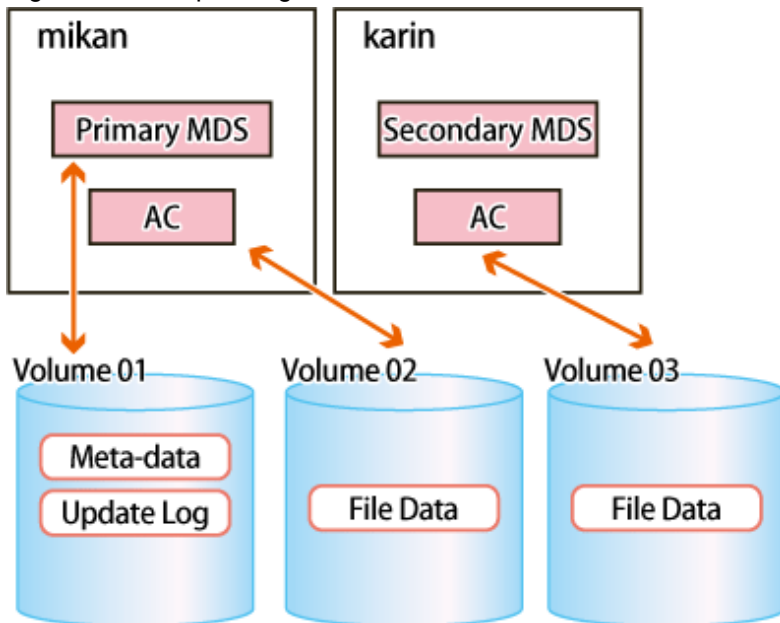 mikan
karin
Primary MDS
Secondary MDS
AC
AC
Volume 01
Volume 02
Volume 03
Meta-data
Update Log
File Data
File Data